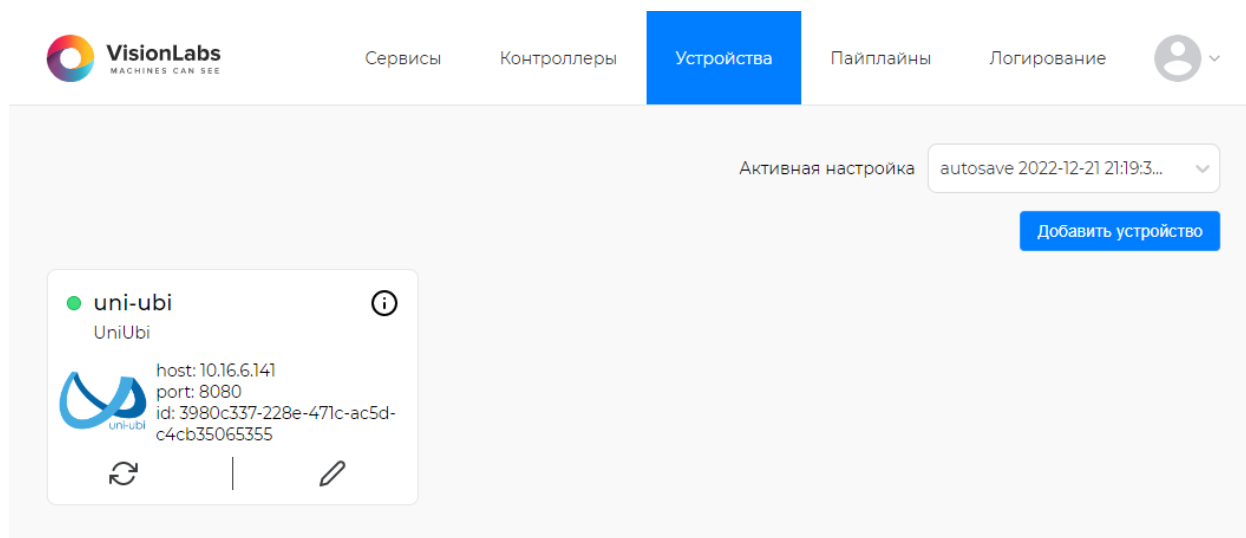 VisionLabs
MACHINES CAN SEE
Сервисы
Контроллеры
Устройства
Пайплайны
Логирование
Активная настройка
autosave 2022-12-21 21:19:3...
Добавить устройство
uni-ubi
UniUbi
host: 10.16.6.141
port: 8080
id: 3980c337-228e-471c-ac5d-
c4cb35065355
uni-ubi